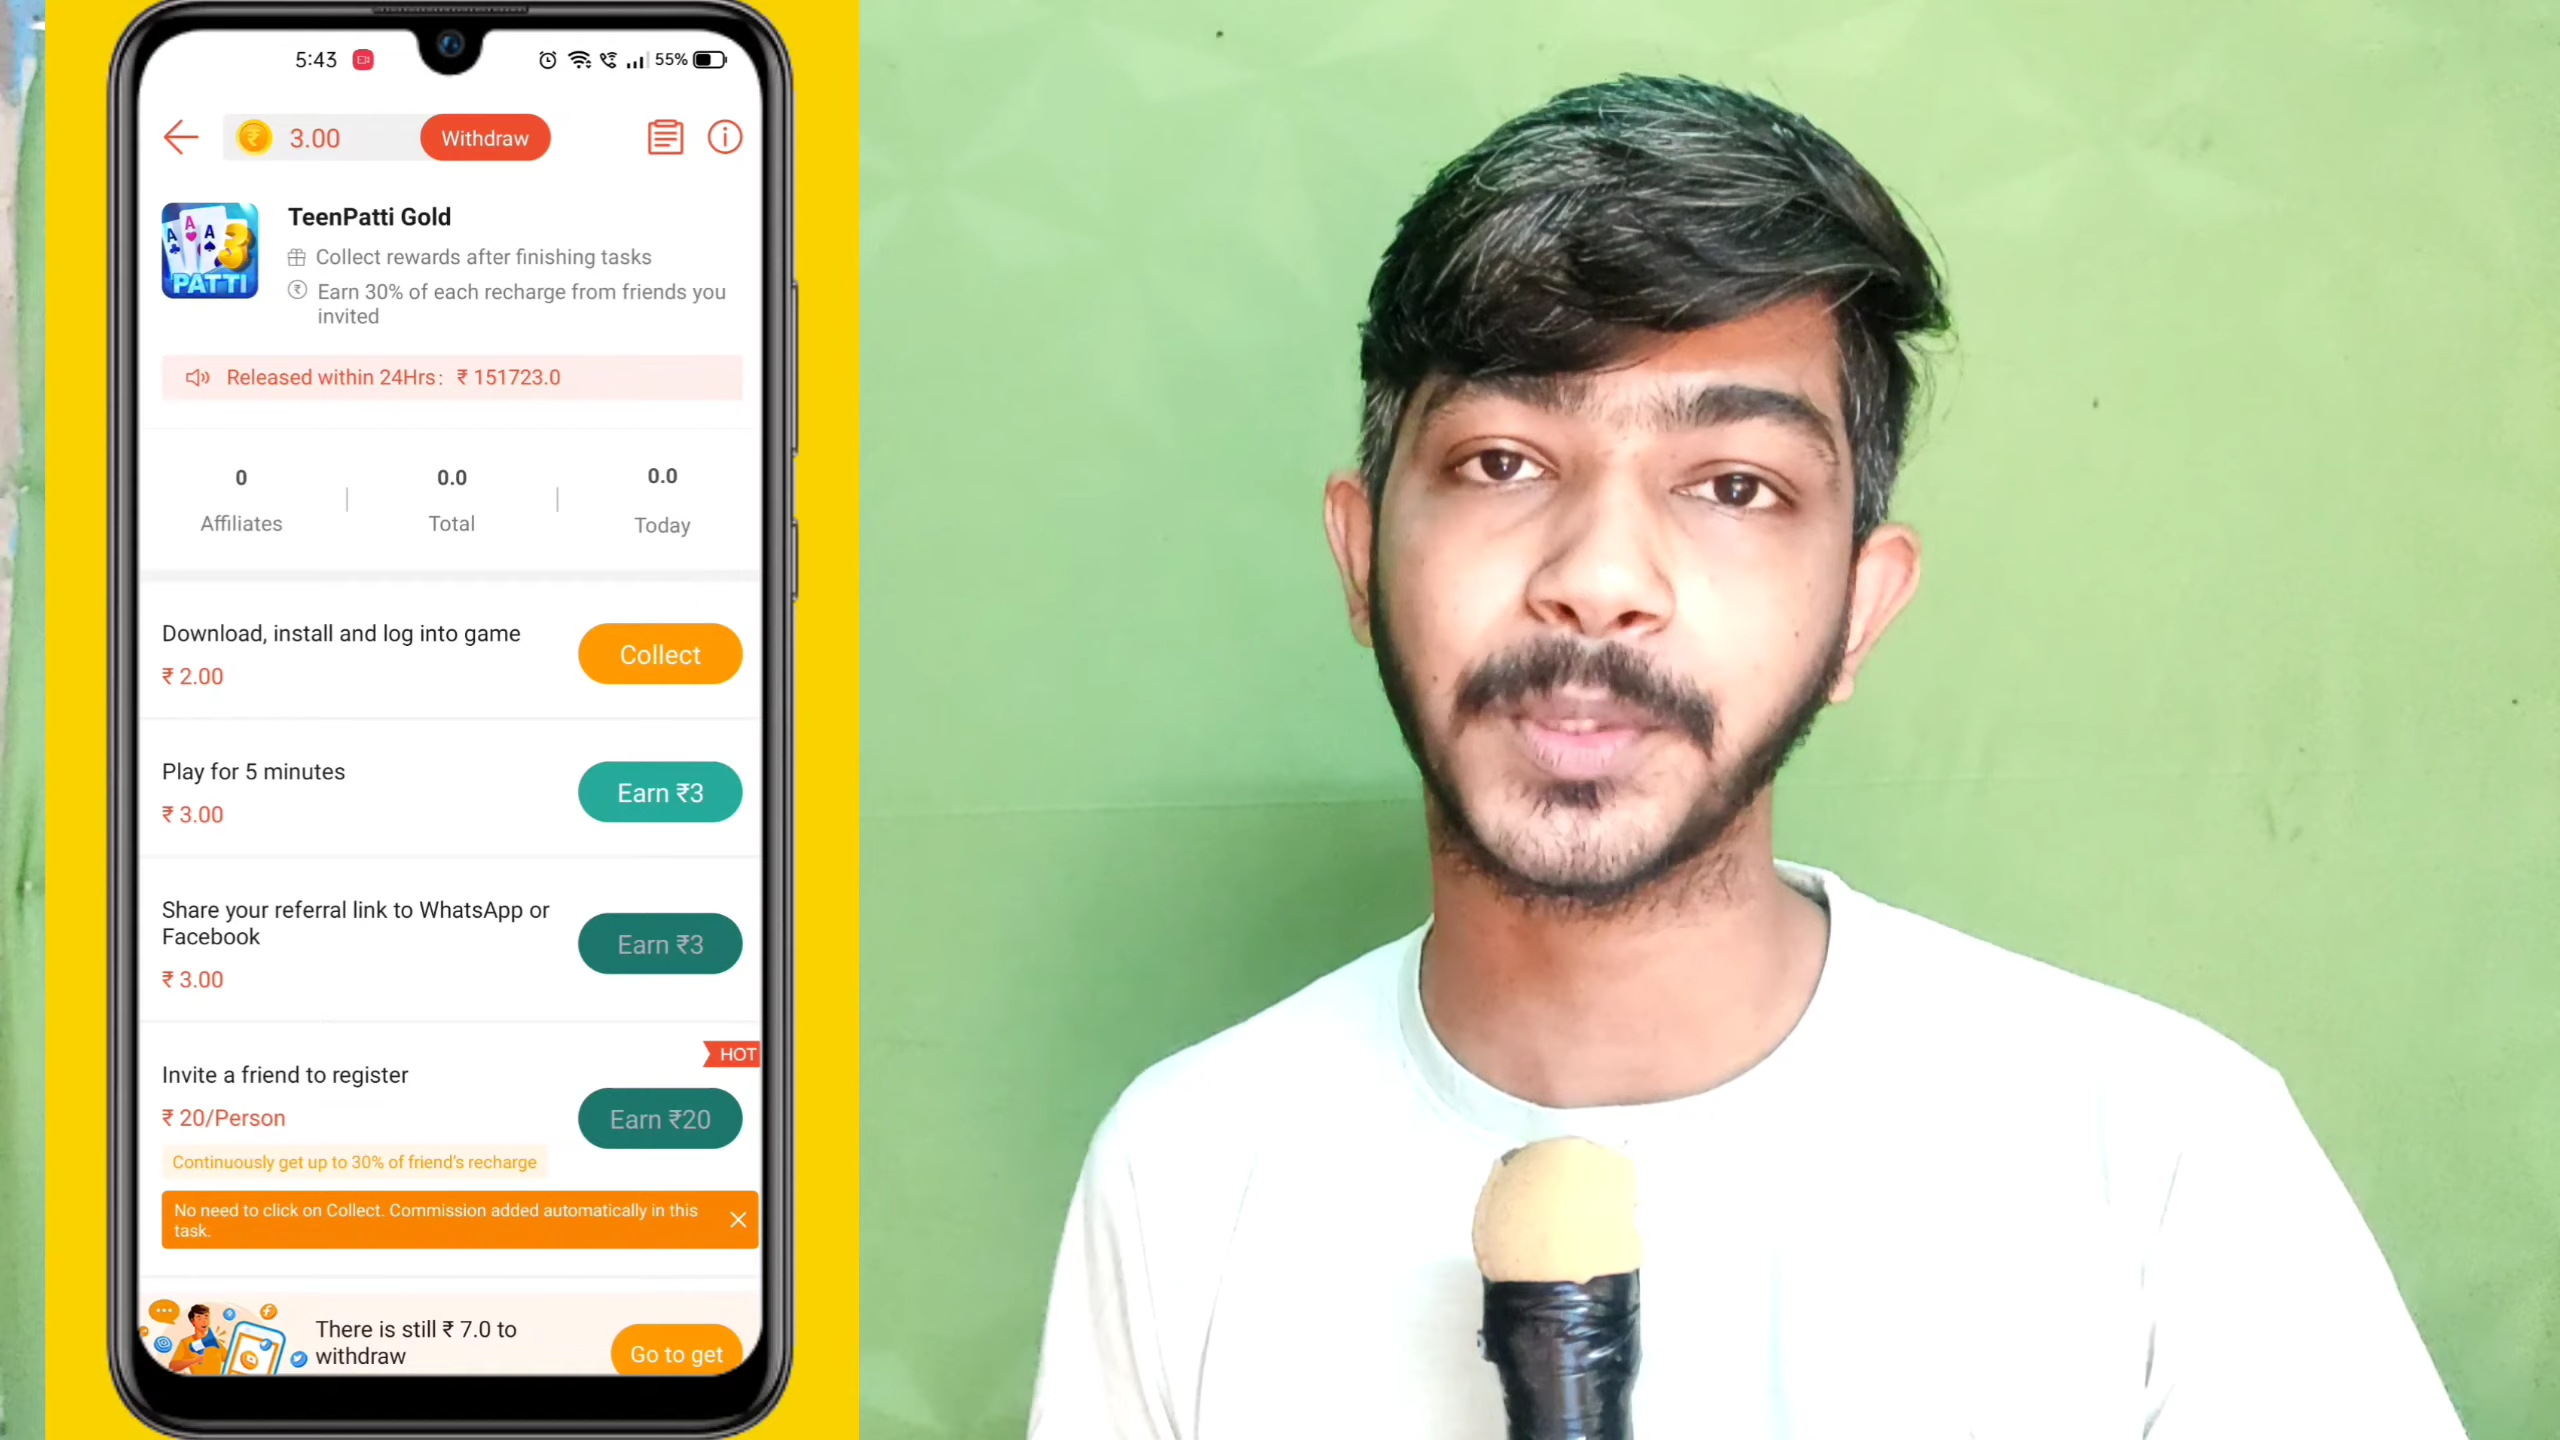 5:43
55%
3.00
Withdraw
TeenPatti Gold
Collect rewards after finishing tasks
Earn 30% of each recharge from friends you
invited
A A A 3
PATTI
Released within 24Hrs: ₹ 151723.0
0
0.0
0.0
Affiliates
Total
Today
Download, install and log into game
₹ 2.00
Collect
Play for 5 minutes
₹ 3.00
Earn ₹3
Share your referral link to WhatsApp or
Facebook
₹ 3.00
Earn ₹3
HOT
Invite a friend to register
₹ 20/Person
Earn ₹20
Continuously get up to 30% of friend's recharge
No need to click on Collect. Commission added automatically in this
task.
There is still ₹ 7.0 to
withdraw
Go to get